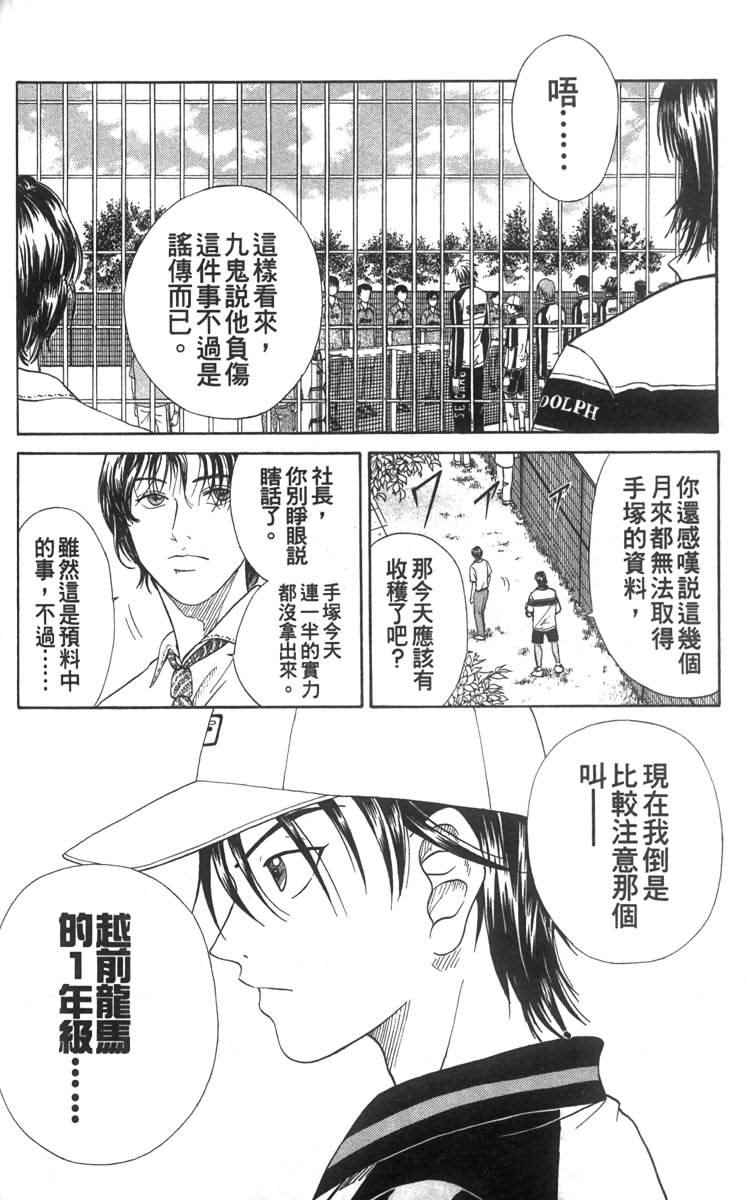 唔……
這樣看來，
九鬼説他負傷
這件事不過是
謠傳而已。
DOLPH
你還感嘆說這幾個
月來都無法取得
手塚的資料，
那今天應該有
收穫了吧？
社長，
你別睜眼說
瞎話了。
手塚今天
連一半的實力
都沒拿出來。
雖然這是預料中
的事，不過……
現在我倒是
比較注意那個
叫——
越前龍馬
的1年級……